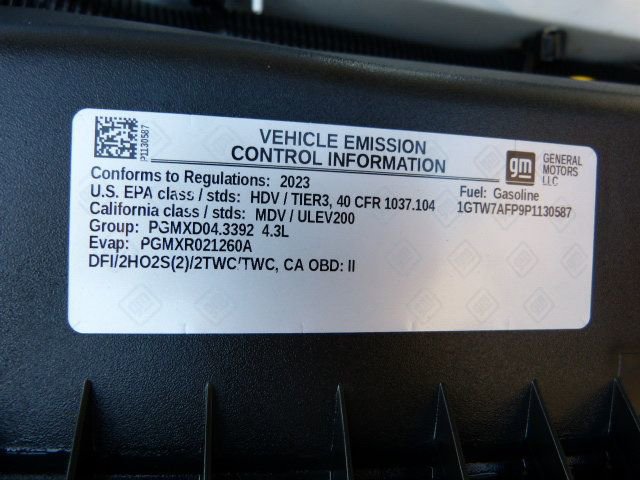 P1130587
VEHICLE EMISSION
CONTROL INFORMATION
gm
GENERAL
MOTORS
LLC
Conforms to Regulations: 2023
Fuel: Gasoline
U.S. EPA class / stds: HDV / TIER3, 40 CFR 1037.104
1GTW7AFP9P1130587
California class / stds: MDV / ULEV200
Group: PGMXD04.3392 4.3L
Evap: PGMXR021260A
DFI/2HO2S(2)/2TWC/TWC, CA OBD: II